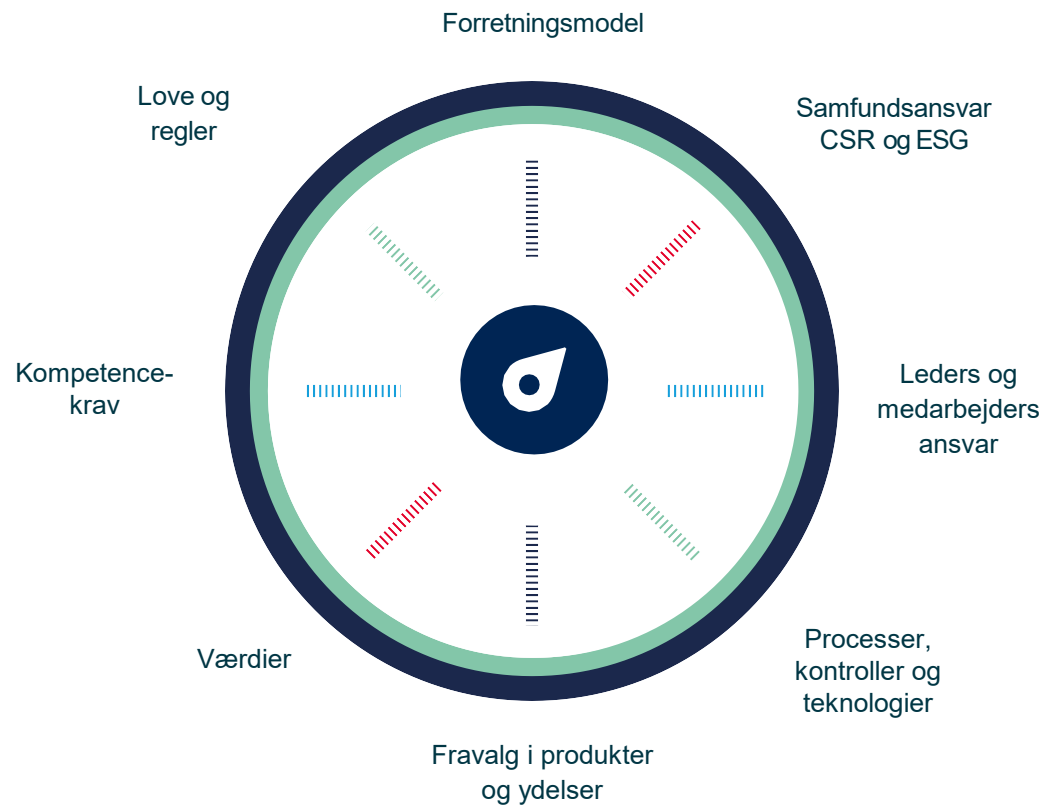 Forretningsmodel
Love og
regler
Samfundsansvar
CSR og ESG
Kompetence-
krav
Leders og
medarbejders
ansvar
Værdier
Processer,
kontroller og
teknologier
Fravalg i produkter
og ydelser